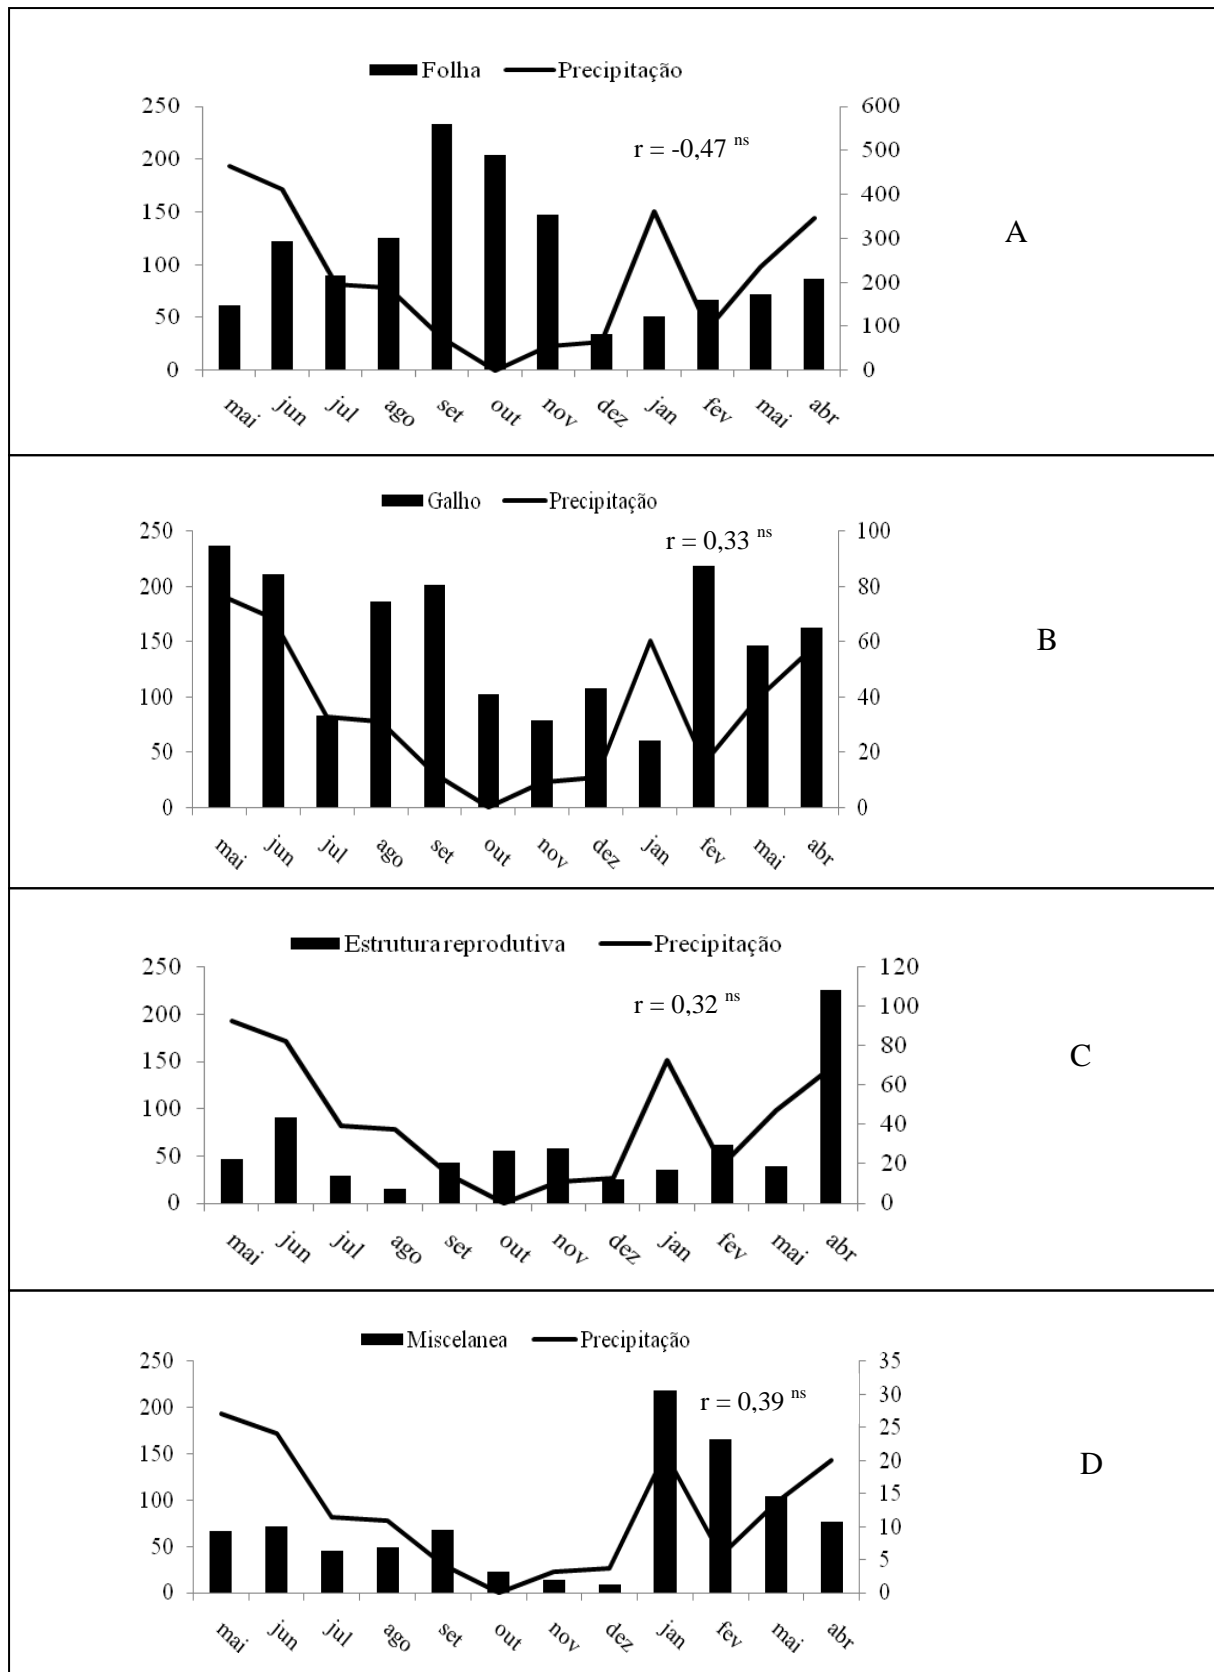 Folha Precipitação
250 600
r = -0,47 ns
500
200
400
150
A
300
100
200
50
100
0 0
mai jun jul ago set out nov dez jan fev mai abr
Galho Precipitação
250 100
r = 0,33 ns
200 80
150 60
B
100 40
50 20
0 0
mai jun jul ago set out nov dez jan fev mai abr
Estrutura reprodutiva Precipitação
250 120
r = 0,32 ns
200 100
80
150
C
60
100
40
50
20
0 0
mai jun jul ago set out nov dez jan fev mai abr
Miscelanea Precipitação
250 35
r = 0,39 ns
30
200
25
150
20
D
100 15
10
50
5
0 0
mai jun jul ago set out nov dez jan fev mai abr